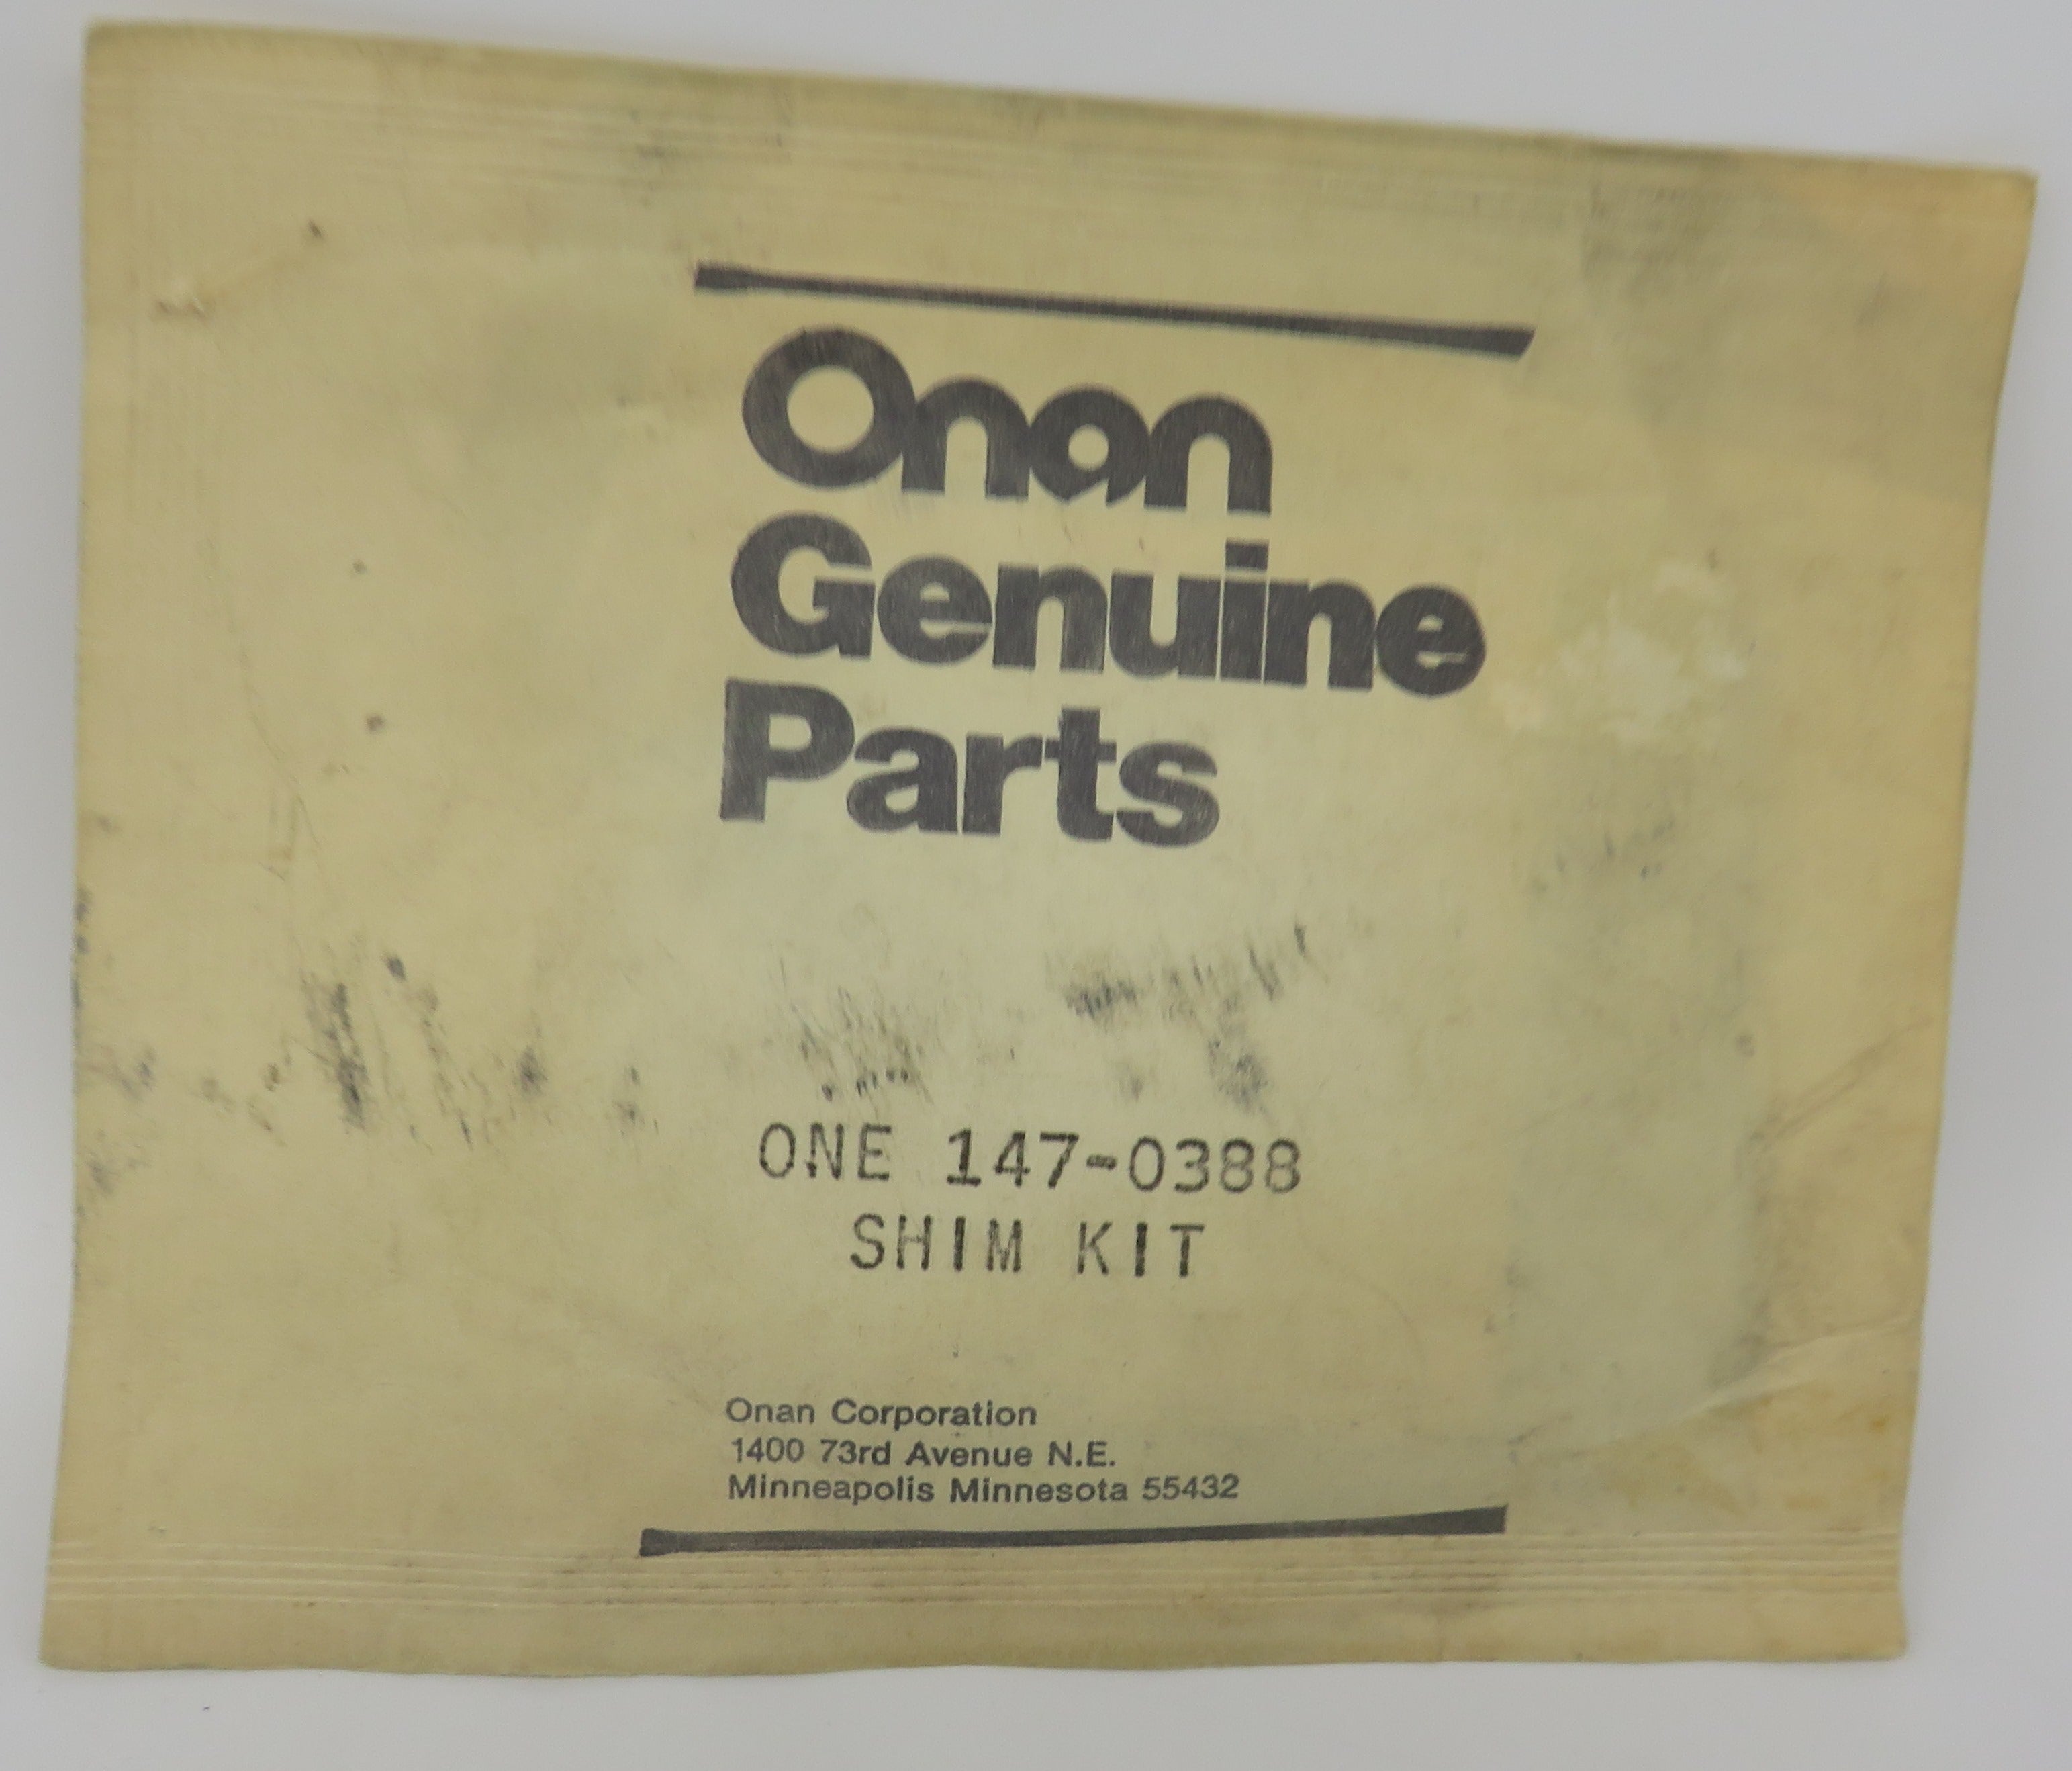 Onan
Genuine
Parts
ONE 147-0388
SHIM KIT
Onan Corporation
1400 73rd Avenue N.E.
Minneapolis Minnesota 55432